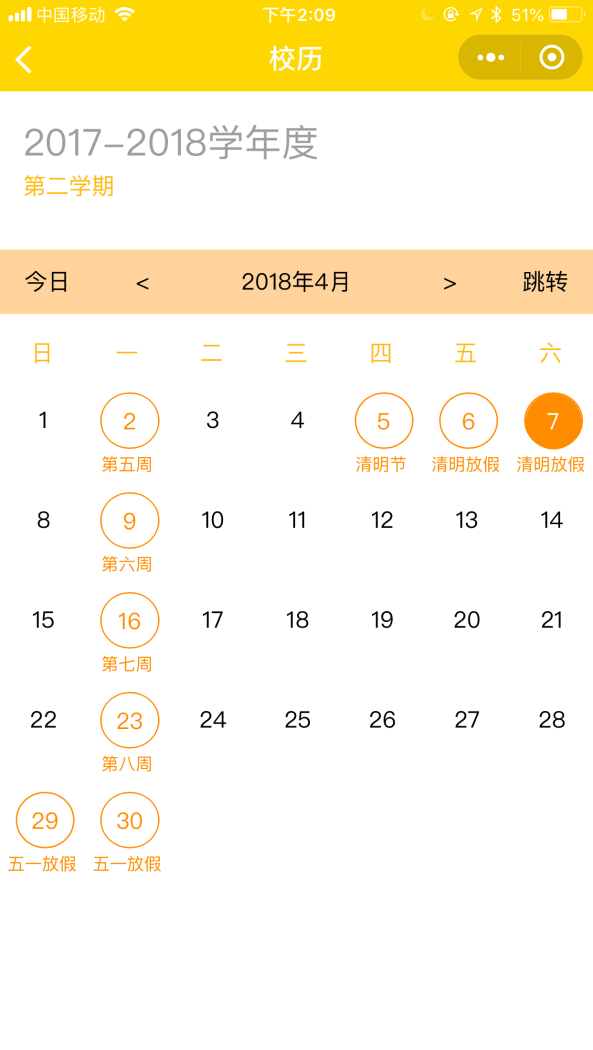 中国移动 下午2:09 51%
校历
2017-2018学年度
第二学期
今日 < 2018年4月 > 跳转
日 一 二 三 四 五 六
1 2 3 4 5 6 7
第五周 清明节 清明放假 清明放假
8 9 10 11 12 13 14
第六周
15 16 17 18 19 20 21
第七周
22 23 24 25 26 27 28
第八周
29 30
五一放假 五一放假